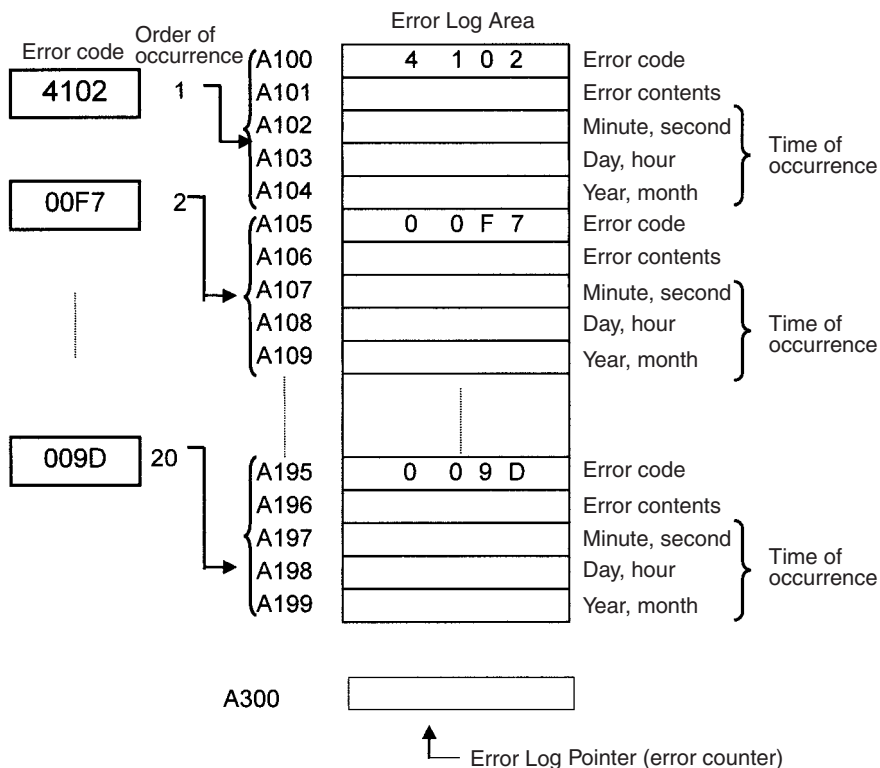 Error Log Area
Error code
Order of
occurrence
4102 1
A100 4 1 0 2 Error code
A101 Error contents
A102 Minute, second
A103 Day, hour
A104 Year, month
Time of
occurrence
00F7 2
A105 0 0 F 7 Error code
A106 Error contents
A107 Minute, second
A108 Day, hour
A109 Year, month
Time of
occurrence
009D 20
A195 0 0 9 D Error code
A196 Error contents
A197 Minute, second
A198 Day, hour
A199 Year, month
Time of
occurrence
A300
Error Log Pointer (error counter)